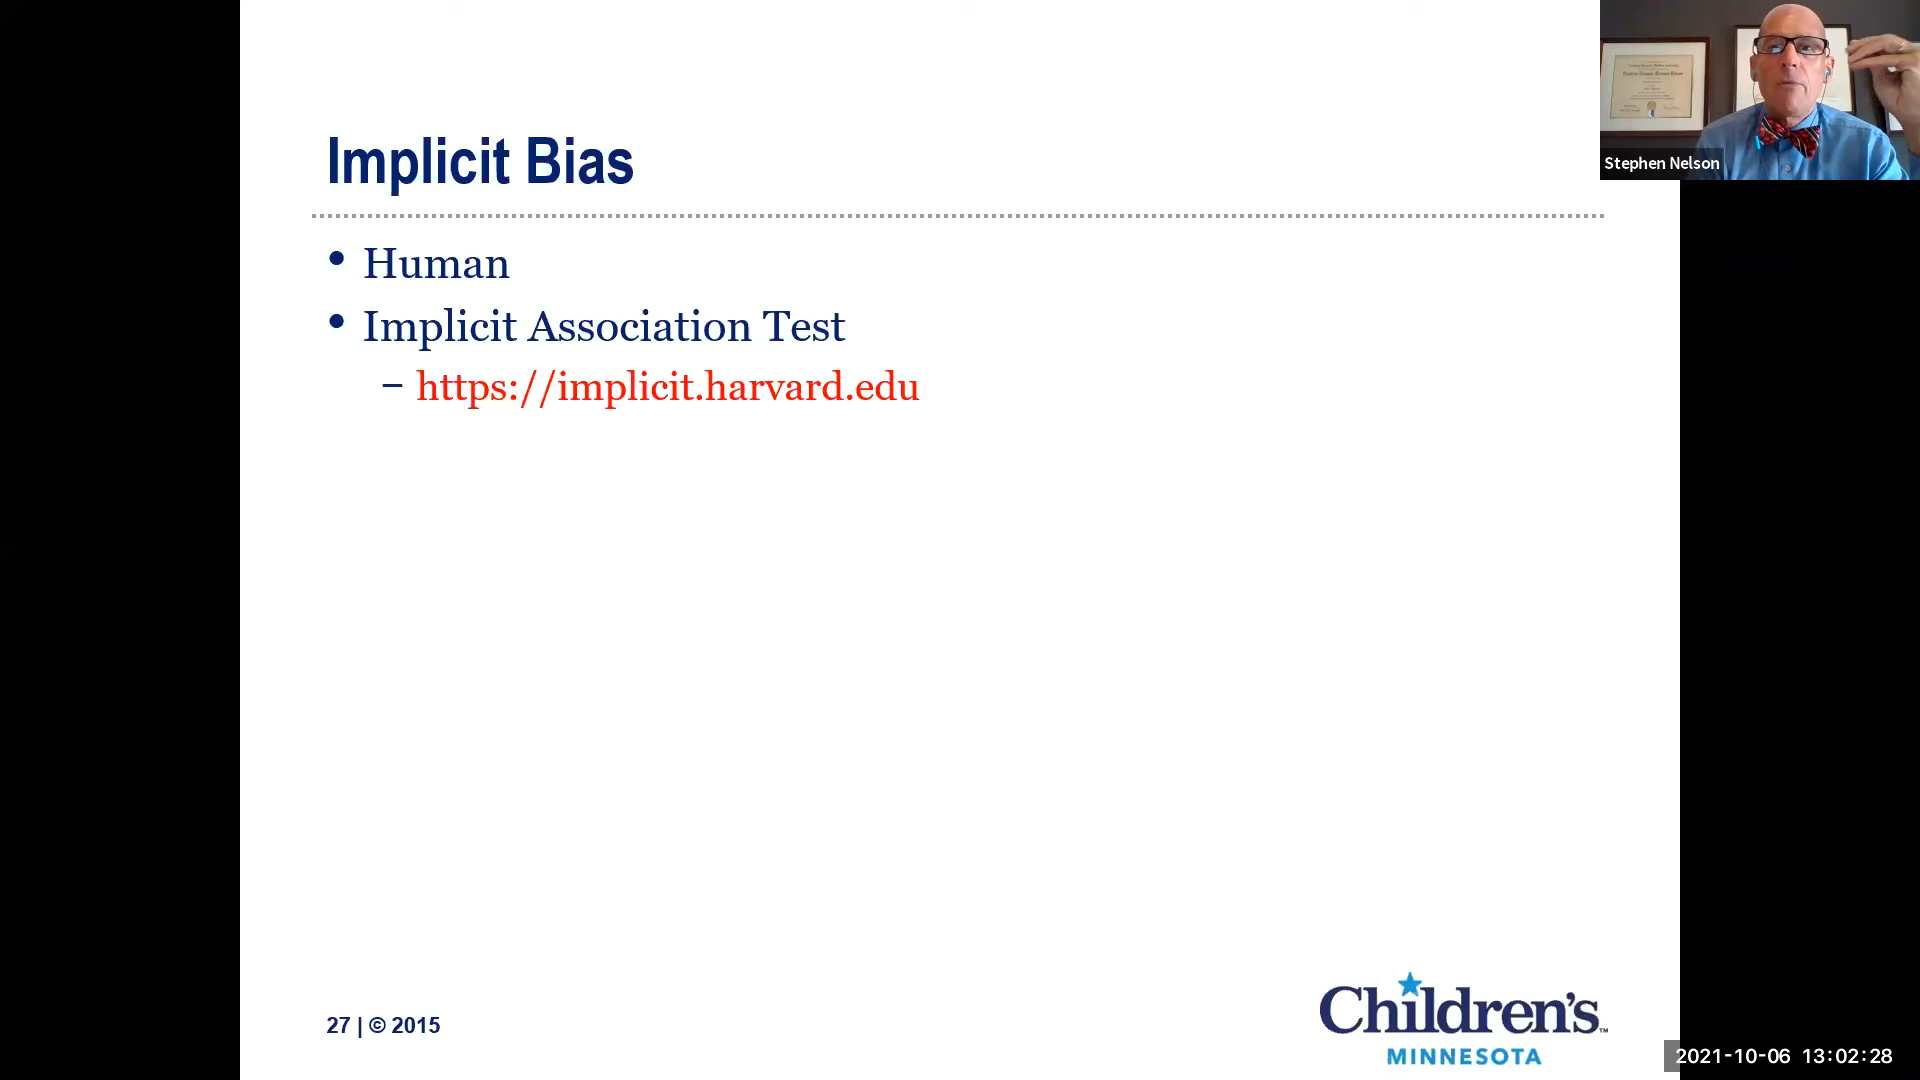 Implicit Bias
• Human
• Implicit Association Test
– https://implicit.harvard.edu
27 | © 2015
Children's™
MINNESOTA
Stephen Nelson
2021-10-06 13:02:28